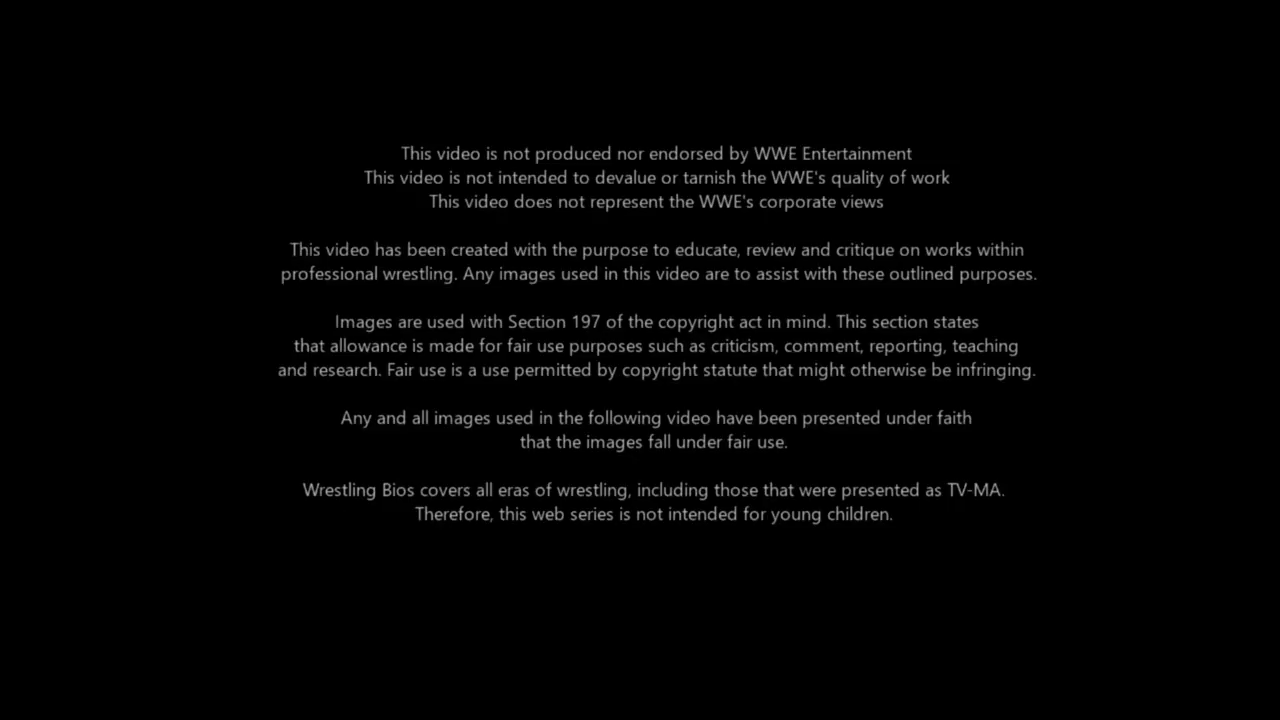 This video is not produced nor endorsed by WWE Entertainment
This video is not intended to devalue or tarnish the WWE's quality of work
This video does not represent the WWE's corporate views
This video has been created with the purpose to educate, review and critique on works within
professional wrestling. Any images used in this video are to assist with these outlined purposes.
Images are used with Section 197 of the copyright act in mind. This section states
that allowance is made for fair use purposes such as criticism, comment, reporting, teaching
and research. Fair use is a use permitted by copyright statute that might otherwise be infringing.
Any and all images used in the following video have been presented under faith
that the images fall under fair use.
Wrestling Bios covers all eras of wrestling, including those that were presented as TV-MA.
Therefore, this web series is not intended for young children.